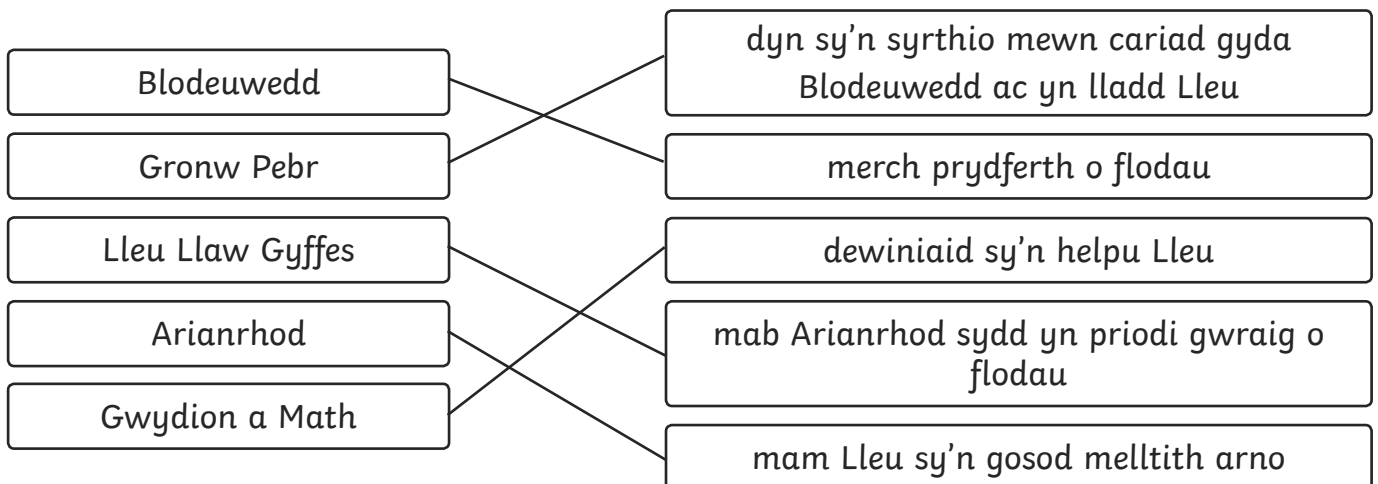 Blodeuwedd
Gronw Pebr
Lleu Llaw Gyffes
Arianrhod
Gwydion a Math
dyn sy'n syrthio mewn cariad gyda
Blodeuwedd ac yn lladd Lleu
merch prydferth o flodau
dewiniaid sy'n helpu Lleu
mab Arianrhod sydd yn priodi gwraig o
flodau
mam Lleu sy'n gosod melltith arno